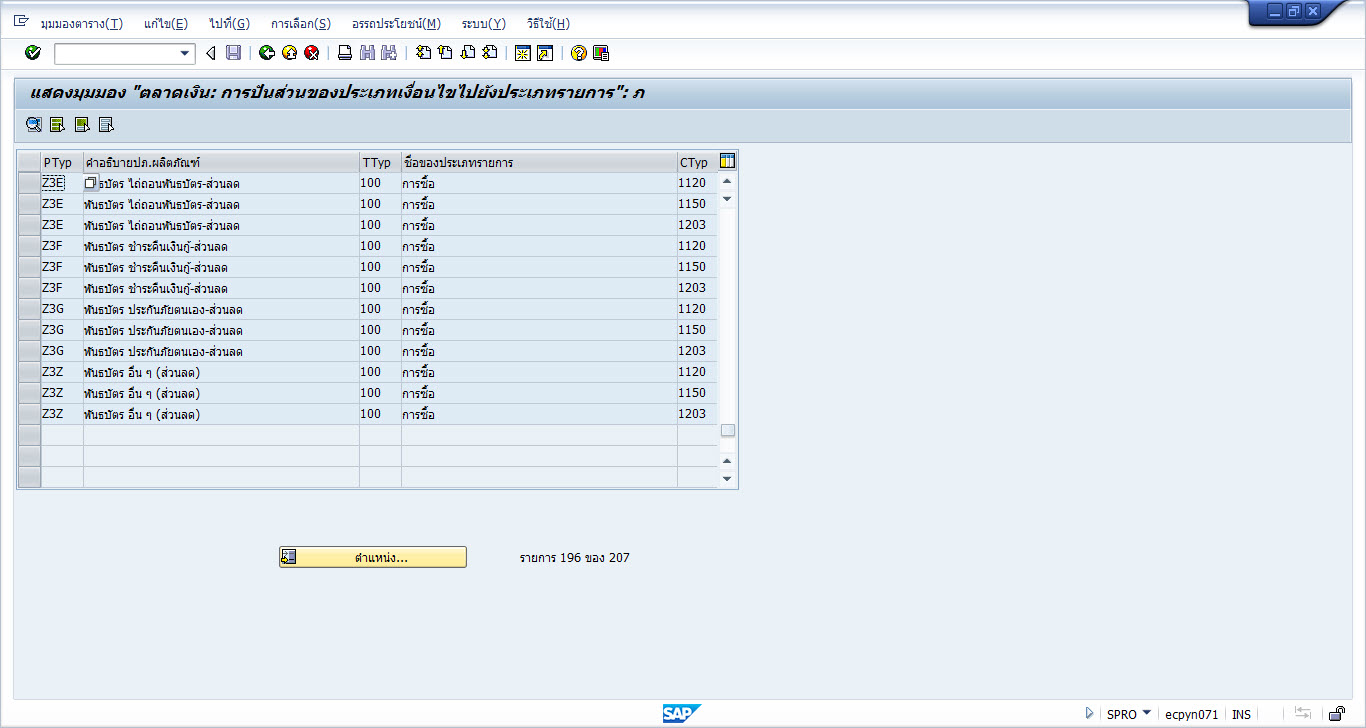 มุมมองตาราง(T) แก้ไข(E) ไปที่(G) การเลือก(S) อรรถประโยชน์(M) ระบบ(Y) วิธีใช้(H)
แสดงมุมมอง "ตลาดเงิน: การปันส่วนของประเภทเงื่อนไขไปยังประเภทรายการ": ภ
PTyp คำอธิบายปภ.ผลิตภัณฑ์ TTyp ชื่อของประเภทรายการ CTyp
Z3E ธบัตร ไถ่ถอนพันธบัตร-ส่วนลด 100 การซื้อ 1120
Z3E พันธบัตร ไถ่ถอนพันธบัตร-ส่วนลด 100 การซื้อ 1150
Z3E พันธบัตร ไถ่ถอนพันธบัตร-ส่วนลด 100 การซื้อ 1203
Z3F พันธบัตร ชำระคืนเงินกู้-ส่วนลด 100 การซื้อ 1120
Z3F พันธบัตร ชำระคืนเงินกู้-ส่วนลด 100 การซื้อ 1150
Z3F พันธบัตร ชำระคืนเงินกู้-ส่วนลด 100 การซื้อ 1203
Z3G พันธบัตร ประกันภัยตนเอง-ส่วนลด 100 การซื้อ 1120
Z3G พันธบัตร ประกันภัยตนเอง-ส่วนลด 100 การซื้อ 1150
Z3G พันธบัตร ประกันภัยตนเอง-ส่วนลด 100 การซื้อ 1203
Z3Z พันธบัตร อื่น ๆ (ส่วนลด) 100 การซื้อ 1120
Z3Z พันธบัตร อื่น ๆ (ส่วนลด) 100 การซื้อ 1150
Z3Z พันธบัตร อื่น ๆ (ส่วนลด) 100 การซื้อ 1203
ตำแหน่ง... รายการ 196 ของ 207
SAP SPRO ecpyn071 INS